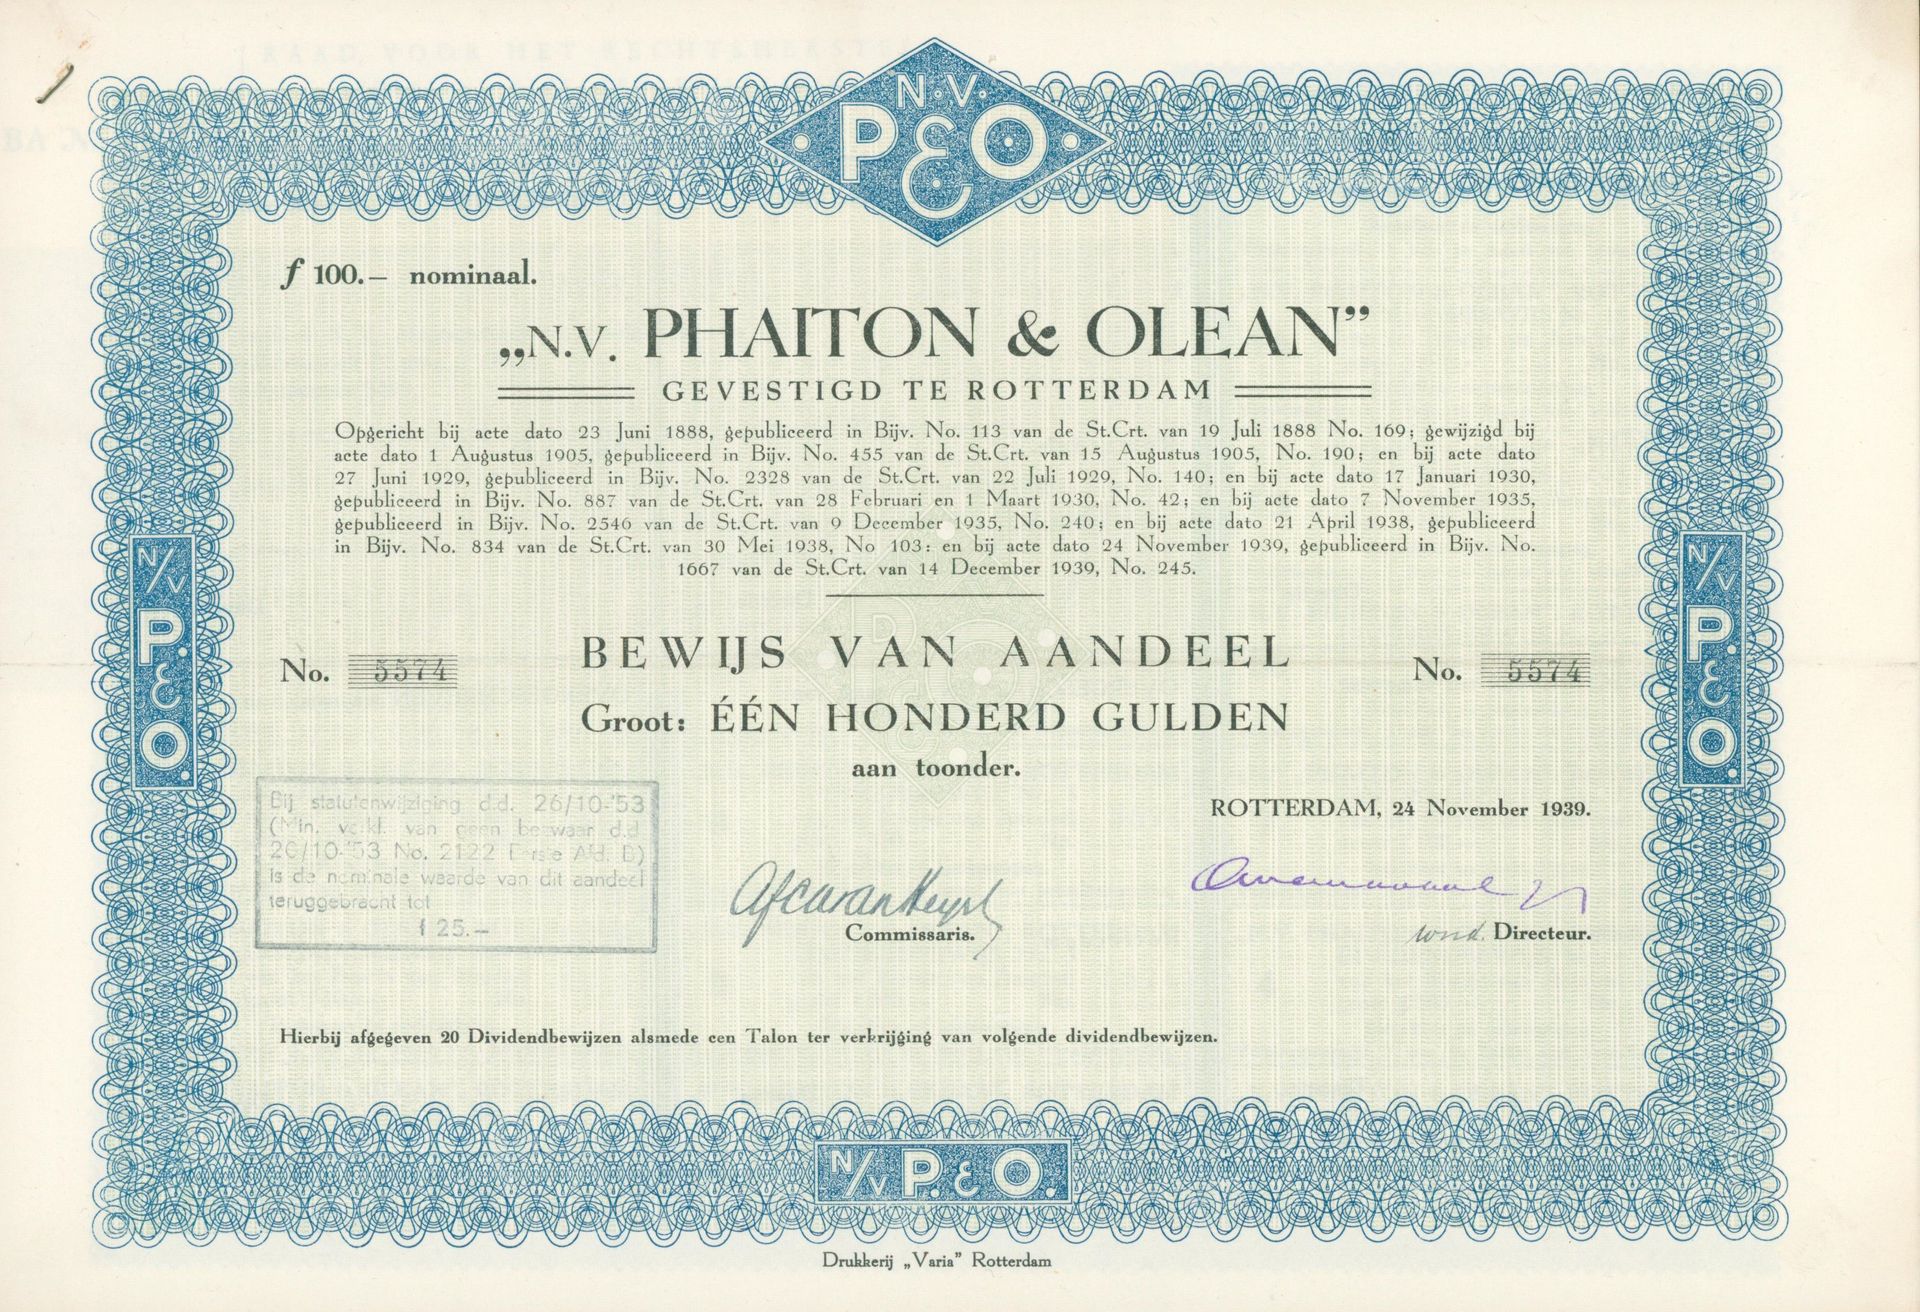 N.V.
P&O
f 100.— nominaal.
„N.V. PHAITON & OLEAN”
GEVESTIGD TE ROTTERDAM
Opgericht bij acte dato 23 Juni 1888, gepubliceerd in Bijv. No. 113 van de St.Crt. van 19 Juli 1888 No. 169; gewijzigd bij
acte dato 1 Augustus 1905, gepubliceerd in Bijv. No. 455 van de St.Crt. van 15 Augustus 1905, No. 190; en bij acte dato
27 Juni 1929, gepubliceerd in Bijv. No. 2328 van de St.Crt. van 22 Juli 1929, No. 140; en bij acte dato 17 Januari 1930,
gepubliceerd in Bijv. No. 887 van de St.Crt. van 28 Februari en 1 Maart 1930, No. 42; en bij acte dato 7 November 1935,
gepubliceerd in Bijv. No. 2546 van de St.Crt. van 9 December 1935, No. 240; en bij acte dato 21 April 1938, gepubliceerd
in Bijv. No. 834 van de St.Crt. van 30 Mei 1938, No 103: en bij acte dato 24 November 1939, gepubliceerd in Bijv. No.
1667 van de St.Crt. van 14 December 1939, No. 245.
N/V P. & O.
N/V P. & O.
BEWIJS VAN AANDEEL
No. 5574
No. 5574
Groot: ÉÉN HONDERD GULDEN
aan toonder.
Bij statutenwijziging d.d. 26/10-'53
(Min. verkl. van geen bezwaar d.d.
20/10-'53 No. 2122 Eerste Afd. B)
is de nominale waarde van dit aandeel
teruggebracht tot
f 25.—
ROTTERDAM, 24 November 1939.
Commissaris.
wnd. Directeur.
Hierbij afgegeven 20 Dividendbewijzen alsmede een Talon ter verkrijging van volgende dividendbewijzen.
N/V P. & O.
Drukkerij „Varia” Rotterdam